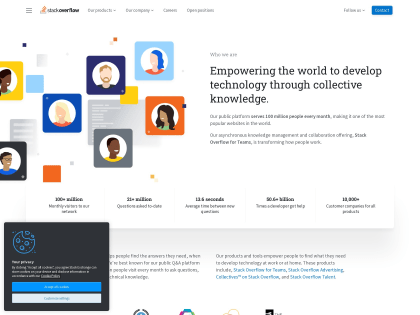 stackoverflow Our products Our company Careers Open positions Follow us Contact
Who we are
Empowering the world to develop
technology through collective
knowledge.
Our public platform serves 100 million people every month, making it one of the most
popular websites in the world.
Our asynchronous knowledge management and collaboration offering, Stack
Overflow for Teams, is transforming how people work.
100+ million 21+ million 13.6 seconds 50.6+ billion 10,000+
Monthly visitors to our Questions asked to-date Average time between new Times a developer got help Customer companies for all
network questions products
helps people find the answers they need, when Our products and tools empower people to find what they need
we're best known for our public Q&A platform to develop technology at work or at home. These products
people visit every month to ask questions, include, Stack Overflow for Teams, Stack Overflow Advertising,
technical knowledge. Collectives™ on Stack Overflow, and Stack Overflow Talent.
Your privacy
By clicking "Accept all cookies", you agree Stack Exchange can
store cookies on your device and disclose information in
accordance with our Cookie Policy.
Accept all cookies
Customize settings